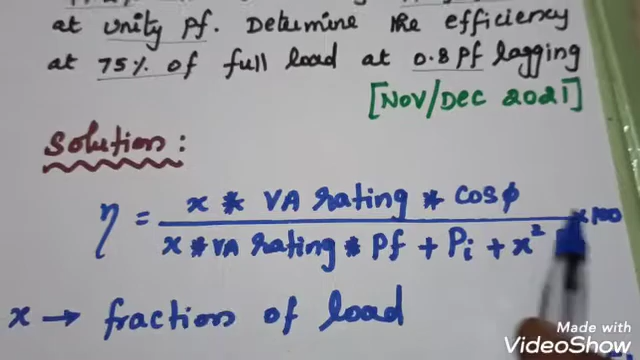 at unity pf. Determine the efficiency
at 75% of full load at 0.8 Pf lagging
[NOV/DEC 2021]
Solution:
η = x * VA rating * cosφ
x * VA rating * Pf + Pi + x² x100
x → fraction of load
Made with
VideoShow